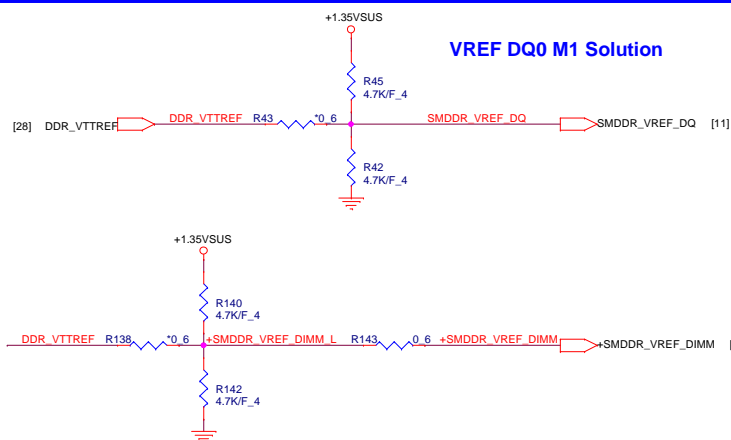 +1.35VSUS
VREF DQ0 M1 Solution
R45
4.7K/F_4
[28] DDR_VTTREF DDR_VTTREF R43 *0_6 SMDDR_VREF_DQ SMDDR_VREF_DQ [11]
R42
4.7K/F_4
+1.35VSUS
R140
4.7K/F_4
DDR_VTTREF R138 *0_6 +SMDDR_VREF_DIMM_L R143 0_6 +SMDDR_VREF_DIMM +SMDDR_VREF_DIMM [
R142
4.7K/F_4